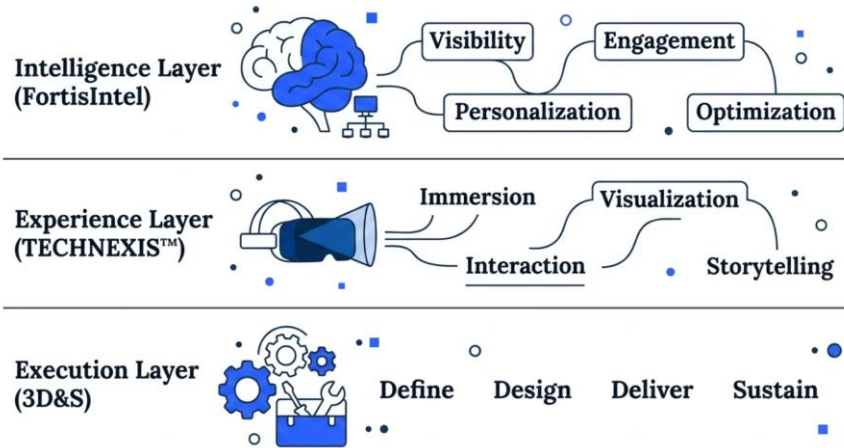 Intelligence Layer
(FortisIntel)
Visibility
Engagement
Personalization
Optimization
Experience Layer
(TECHNEXIS™)
Immersion
Visualization
Interaction
Storytelling
Execution Layer
(3D&S)
Define Design Deliver Sustain